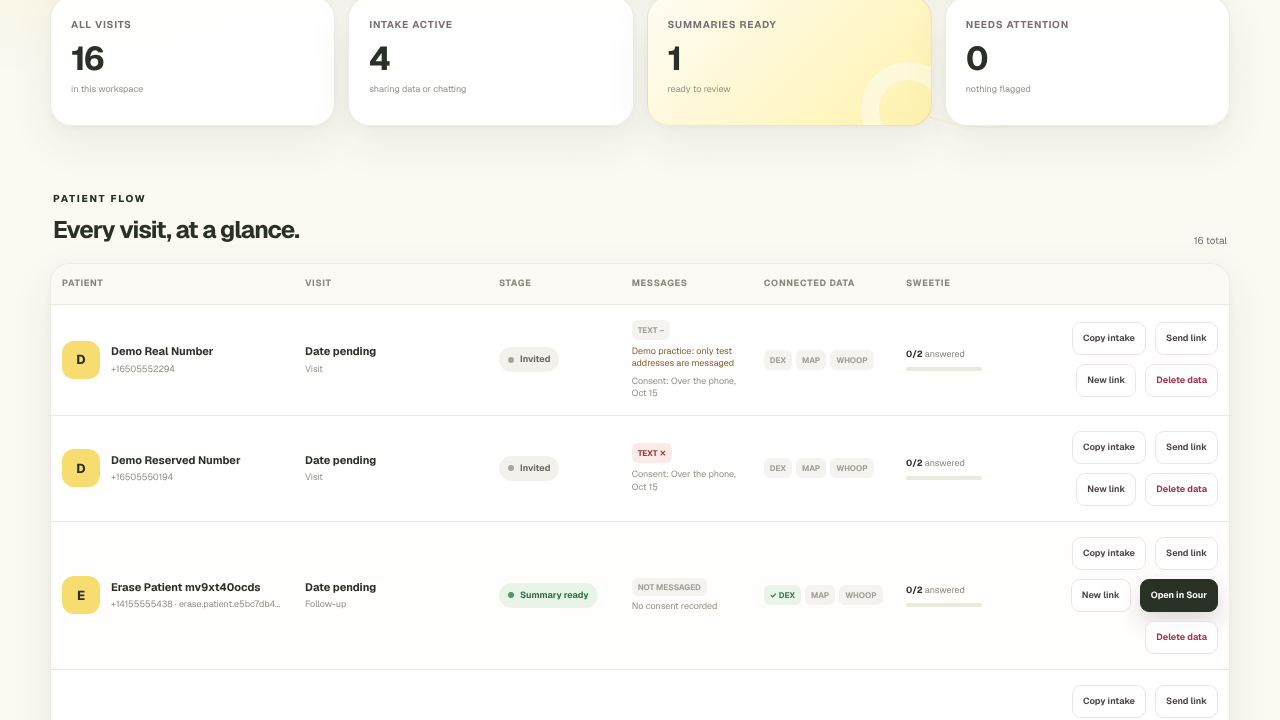 ALL VISITS
16
in this workspace
INTAKE ACTIVE
4
sharing data or chatting
SUMMARIES READY
1
ready to review
NEEDS ATTENTION
0
nothing flagged
PATIENT FLOW
Every visit, at a glance.
16 total
PATIENT VISIT STAGE MESSAGES CONNECTED DATA SWEETIE
D
Demo Real Number
+16505552294
Date pending
Visit
Invited
TEXT –
Demo practice: only test
addresses are messaged
Consent: Over the phone,
Oct 15
DEX MAP WHOOP
0/2 answered
Copy intake Send link
New link Delete data
D
Demo Reserved Number
+16505550194
Date pending
Visit
Invited
TEXT ✕
Consent: Over the phone,
Oct 15
DEX MAP WHOOP
0/2 answered
Copy intake Send link
New link Delete data
E
Erase Patient mv9xt40ocds
+14155555438 · erase.patient.e5bc7db4...
Date pending
Follow-up
Summary ready
NOT MESSAGED
No consent recorded
✓ DEX MAP WHOOP
0/2 answered
Copy intake Send link
New link Open in Sour
Delete data
Copy intake Send link